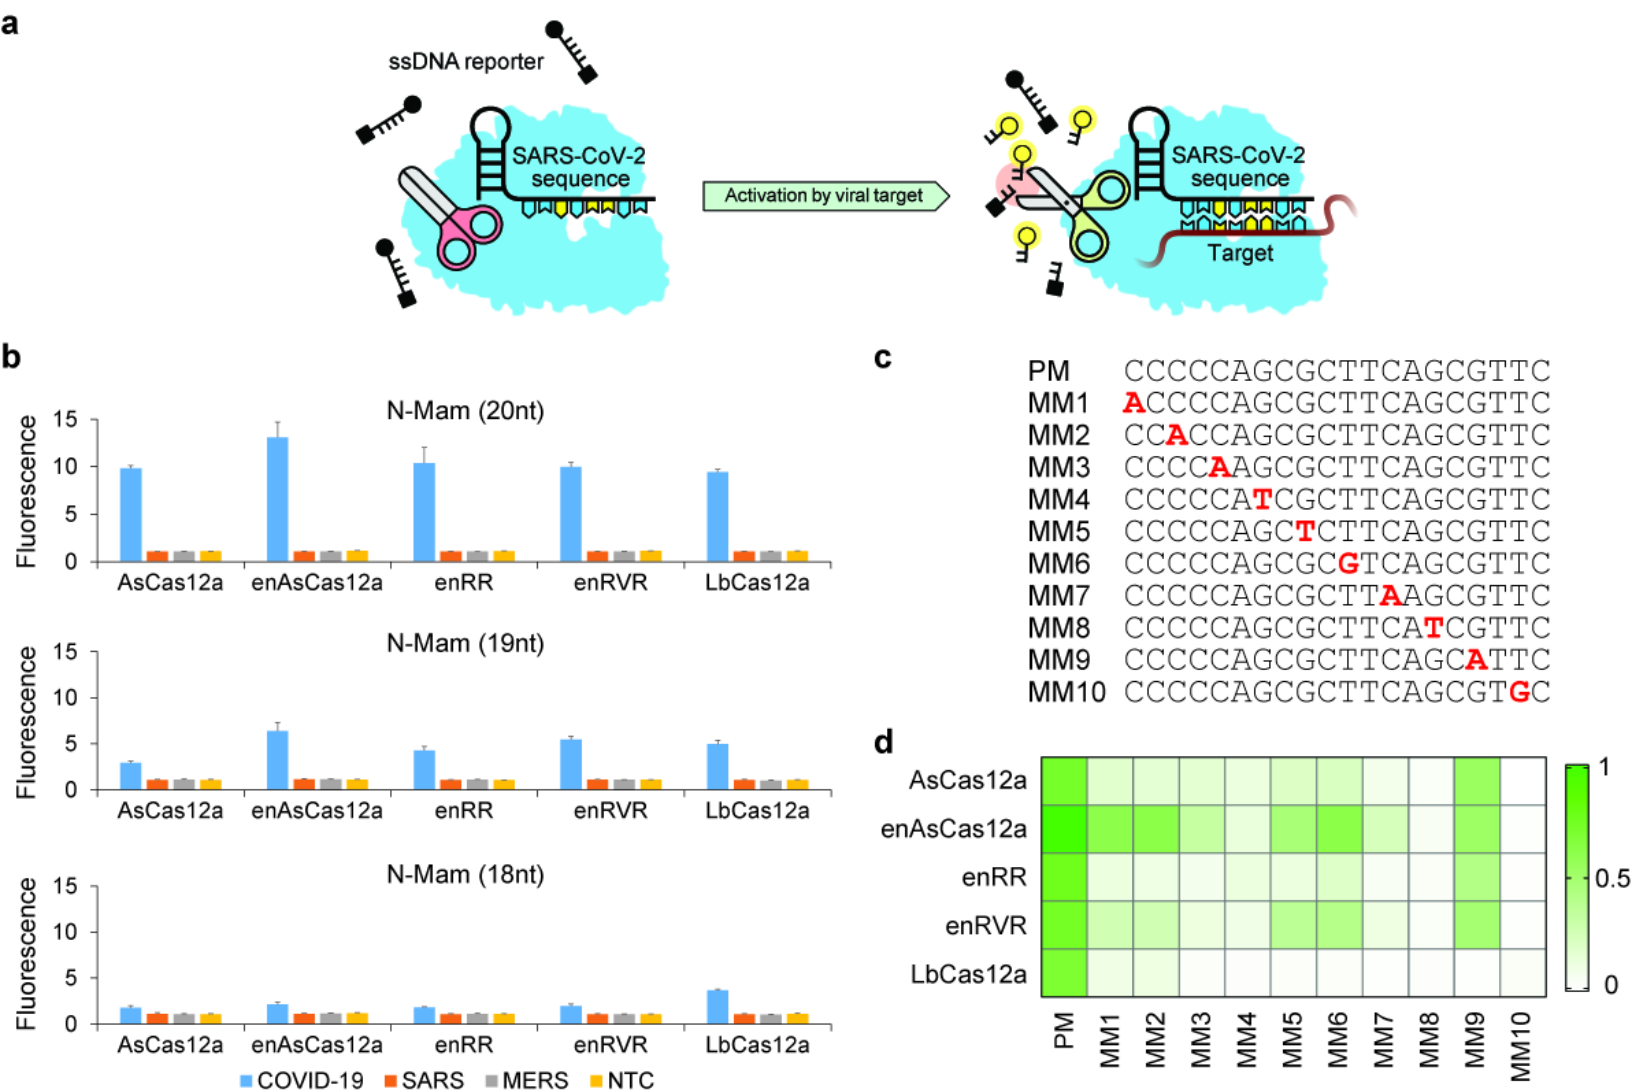 a
ssDNA reporter
SARS-CoV-2
sequence
Activation by viral target
SARS-CoV-2
sequence
Target
b
N-Mam (20nt)
Fluorescence
15
10
5
0
AsCas12a enAsCas12a enRR enRVR LbCas12a
N-Mam (19nt)
Fluorescence
15
10
5
0
AsCas12a enAsCas12a enRR enRVR LbCas12a
N-Mam (18nt)
Fluorescence
15
10
5
0
AsCas12a enAsCas12a enRR enRVR LbCas12a
COVID-19 SARS MERS NTC
c
PM CCCCCAGCGCTTCAGCGTTC
MM1 ACCCCAGCGCTTCAGCGTTC
MM2 CCACCAGCGCTTCAGCGTTC
MM3 CCCCAAGCGCTTCAGCGTTC
MM4 CCCCCATCGCTTCAGCGTTC
MM5 CCCCCAGCTCTTCAGCGTTC
MM6 CCCCCAGCGCGTCAGCGTTC
MM7 CCCCCAGCGCTTAAGCGTTC
MM8 CCCCCAGCGCTTCATCGTTC
MM9 CCCCCAGCGCTTCAGCATTC
MM10 CCCCCAGCGCTTCAGCGTGC
d
AsCas12a
enAsCas12a
enRR
enRVR
LbCas12a
PM MM1 MM2 MM3 MM4 MM5 MM6 MM7 MM8 MM9 MM10
1
0.5
0